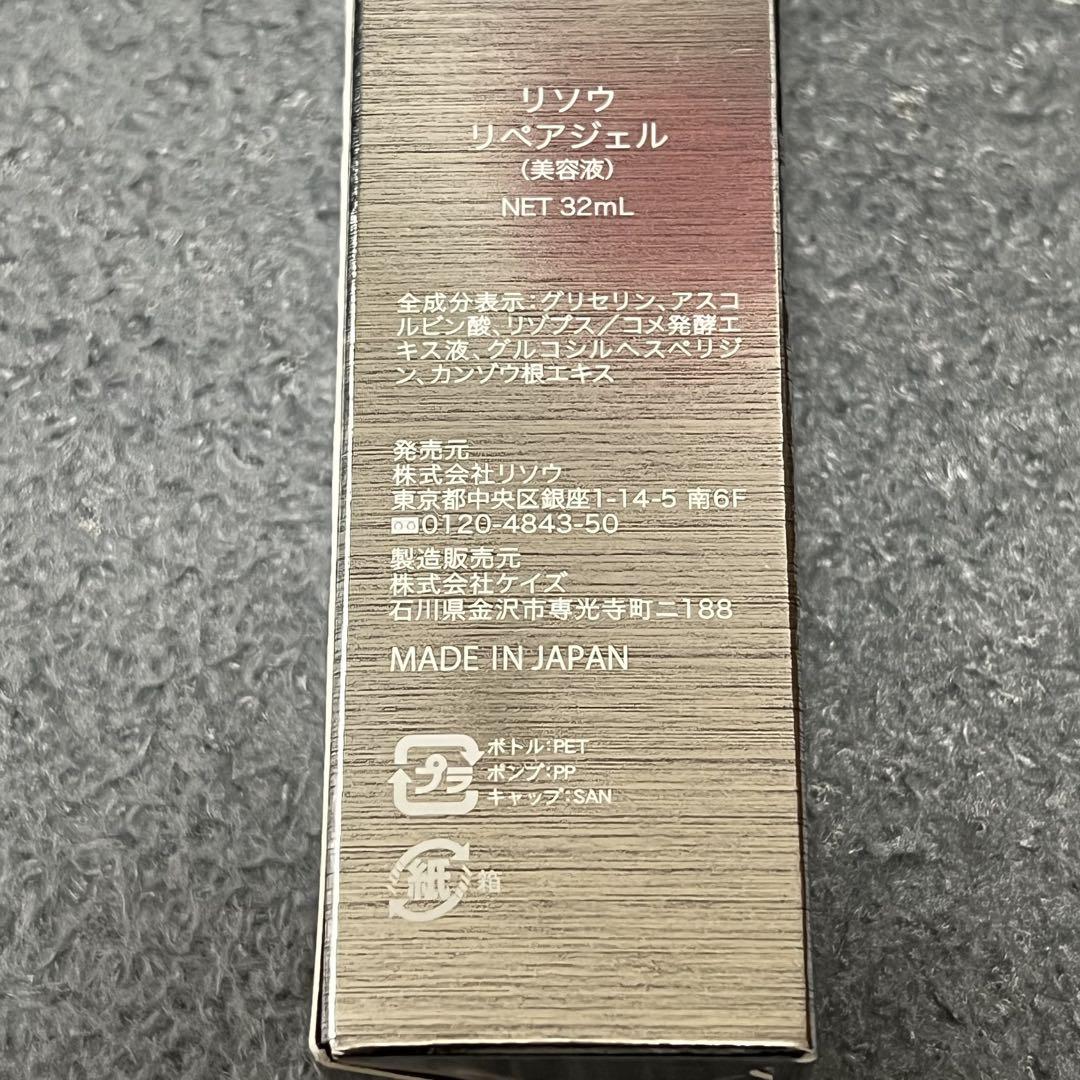 リソウ
リペアジェル
(美容液)
NET 32mL
全成分表示:グリセリン、アスコ
ルビン酸、リゾプス/コメ発酵エ
キス液、グルコシルヘスペリジ
ン、カンゾウ根エキス
発売元
株式会社リソウ
東京都中央区銀座1-14-5 南6F
0120-4843-50
製造販売元
株式会社ケイズ
石川県金沢市専光寺町ニ188
MADE IN JAPAN
プラ
ボトル:PET
ポンプ:PP
キャップ:SAN
紙 箱